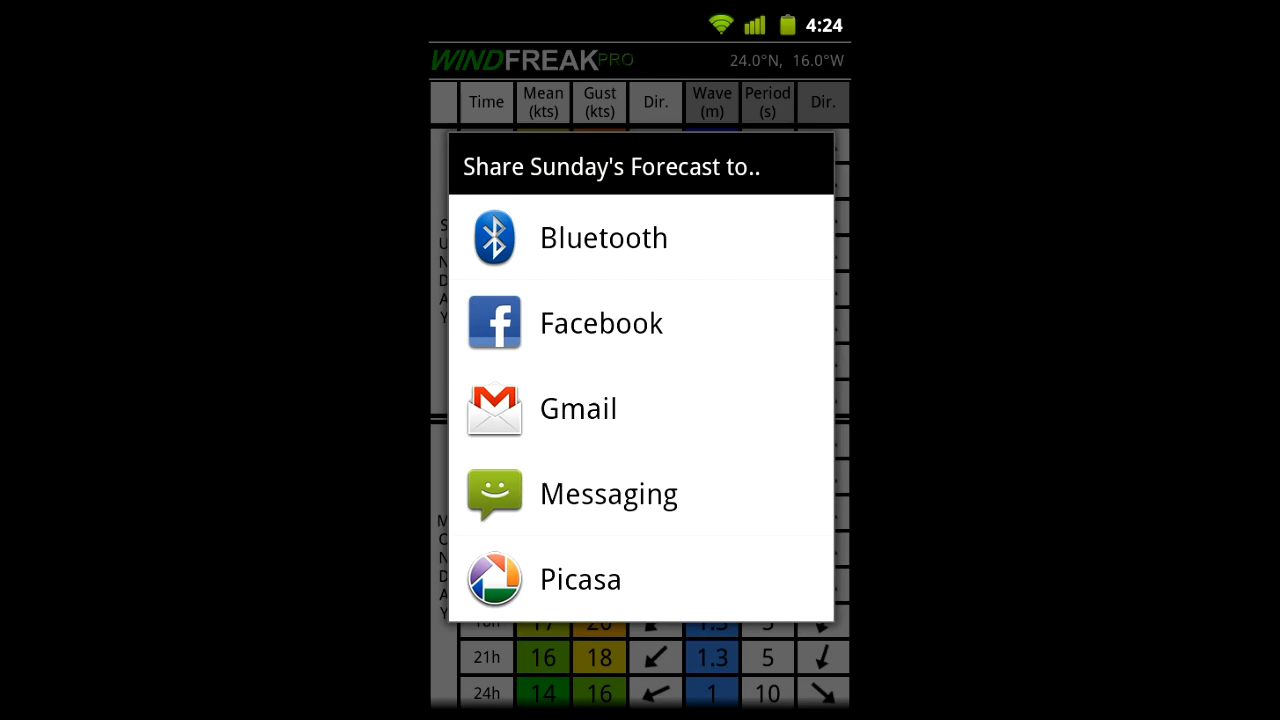 4:24
WINDFREAKPRO 24.0°N, 16.0°W
Time Mean (kts) Gust (kts) Dir. Wave (m) Period (s) Dir.
Share Sunday's Forecast to..
Bluetooth
Facebook
Gmail
Messaging
Picasa
21h 16 18 1.3 5
24h 14 16 1 10